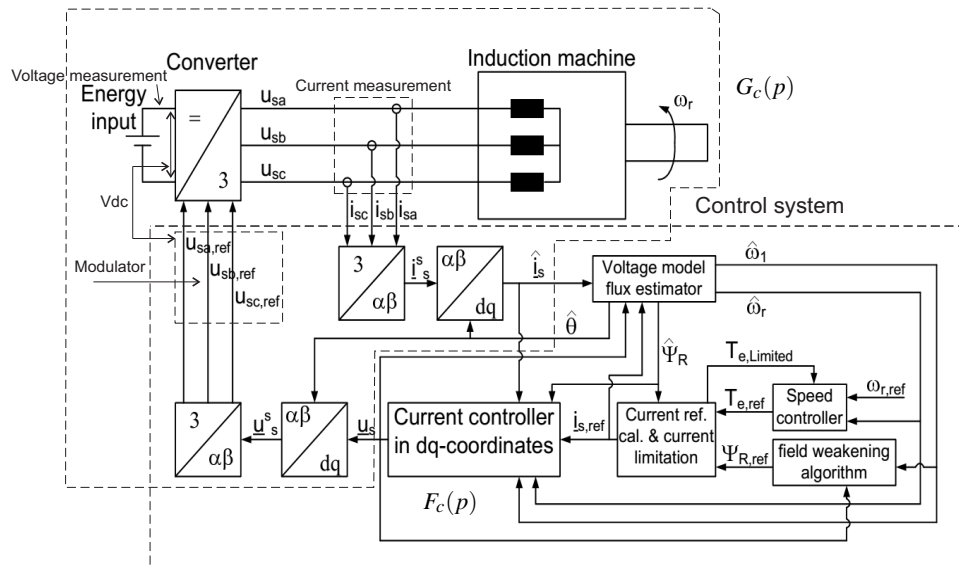 Induction machine
Converter
Voltage measurement
Energy
input
=
3
u_sa
u_sb
u_sc
Current measurement
ω_r
G_c(p)
Vdc
i_sc
i_sb
i_sa
Control system
Modulator
u_sa,ref
u_sb,ref
u_sc,ref
3
αβ
i^s_s
αβ
dq
î_s
θ̂
Voltage model
flux estimator
ω̂_1
ω̂_r
Ψ̂_R
T_e,Limited
3
αβ
u^s_s
αβ
dq
u_s
Current controller
in dq-coordinates
i_s,ref
Current ref.
cal. & current
limitation
T_e,ref
Speed
controller
ω_r,ref
Ψ_R,ref
field weakening
algorithm
F_c(p)